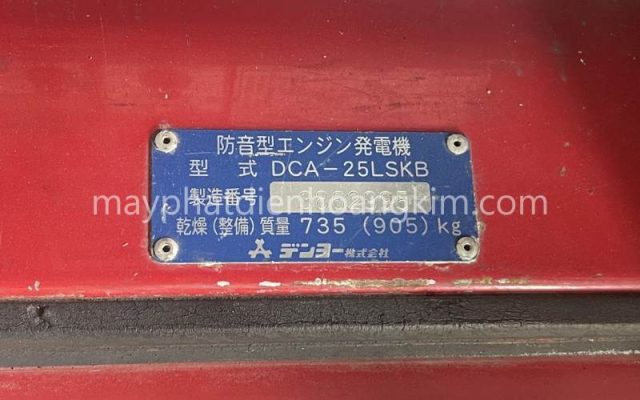 防音型エンジン発電機
型 式 DCA-25LSKB
製造番号
mayphatdienhoangkim.com
乾燥(整備)質量 735 (905) kg
デンヨー株式会社